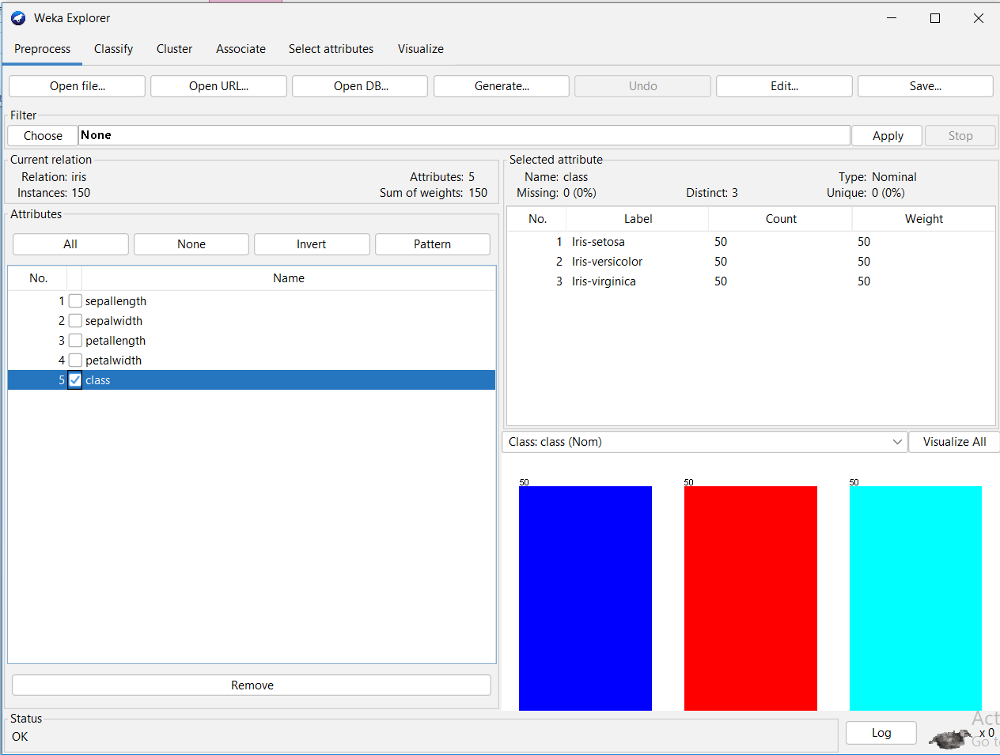 Weka Explorer
Preprocess Classify Cluster Associate Select attributes Visualize
Open file... Open URL... Open DB... Generate... Undo Edit... Save...
Filter
Choose None Apply Stop
Current relation
Relation: iris Attributes: 5
Instances: 150 Sum of weights: 150
Selected attribute
Name: class Type: Nominal
Missing: 0 (0%) Distinct: 3 Unique: 0 (0%)
Attributes
All None Invert Pattern
No. Name
1 sepallength
2 sepalwidth
3 petallength
4 petalwidth
5 class
Remove
No. Label Count Weight
1 Iris-setosa 50 50
2 Iris-versicolor 50 50
3 Iris-virginica 50 50
Class: class (Nom) Visualize All
50 50 50
Status
OK
Log x 0
Go